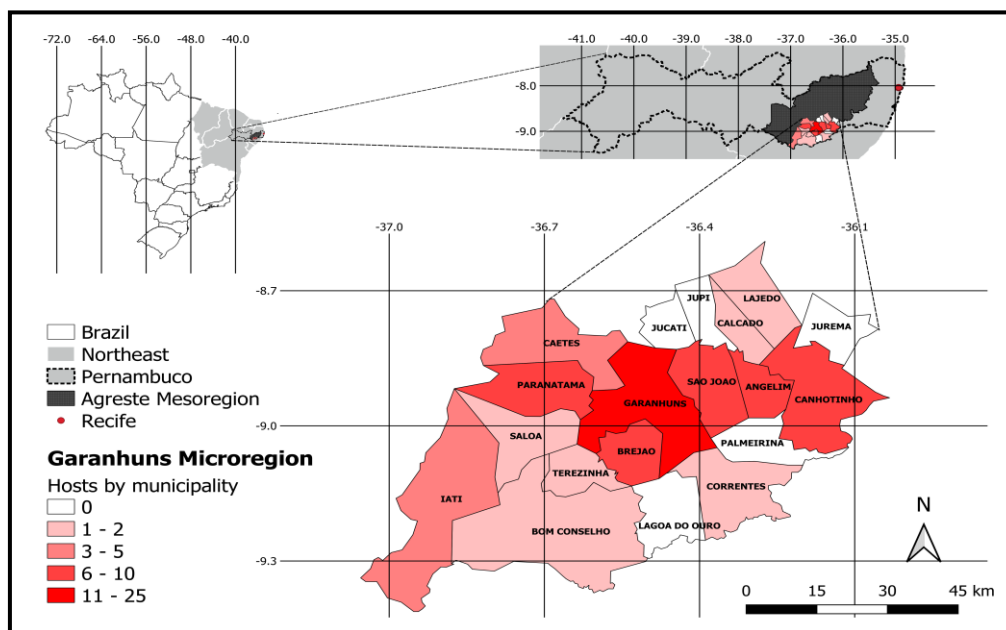 -72.0 -64.0 -56.0 -48.0 -40.0
-41.0 -40.0 -39.0 -38.0 -37.0 -36.0 -35.0
-8.0
-9.0
-37.0 -36.7 -36.4 -36.1
-8.7
-9.0
-9.3
Brazil
Northeast
Pernambuco
Agreste Mesoregion
Recife
Garanhuns Microregion
Hosts by municipality
0
1 - 2
3 - 5
6 - 10
11 - 25
LAJEDO
JUPI
CALCADO
JUCATI
JUREMA
CAETES
PARANATAMA
SAO JOAO
ANGELIM
CANHOTINHO
GARANHUNS
SALOA
BREJAO
PALMEIRINA
TEREZINHA
IATI
CORRENTES
BOM CONSELHO
LAGOA DO OURO
N
0 15 30 45 km